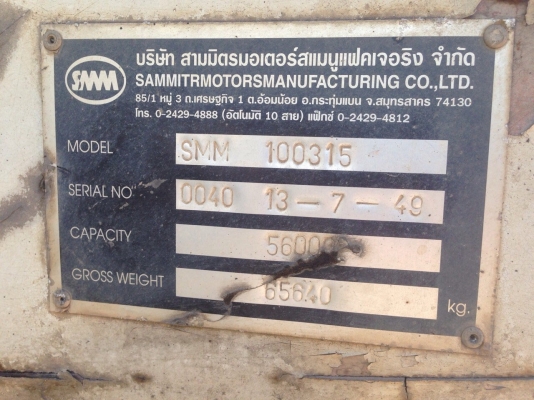 SMM
บริษัท สามมิตรมอเตอร์สแมนูแฟคเจอริง จำกัด
SAMMITRMOTORSMANUFACTURING CO.,LTD.
85/1 หมู่ 3 ถ.เศรษฐกิจ 1 ต.อ้อมน้อย อ.กระทุ่มแบน จ.สมุทรสาคร 74130
โทร. 0-2429-4888 (อัตโนมัติ 10 สาย) แฟ็กซ์ 0-2429-4812
MODEL SMM 100315
SERIAL NO. 0040 13-7-49.
CAPACITY
GROSS WEIGHT 65640 kg.